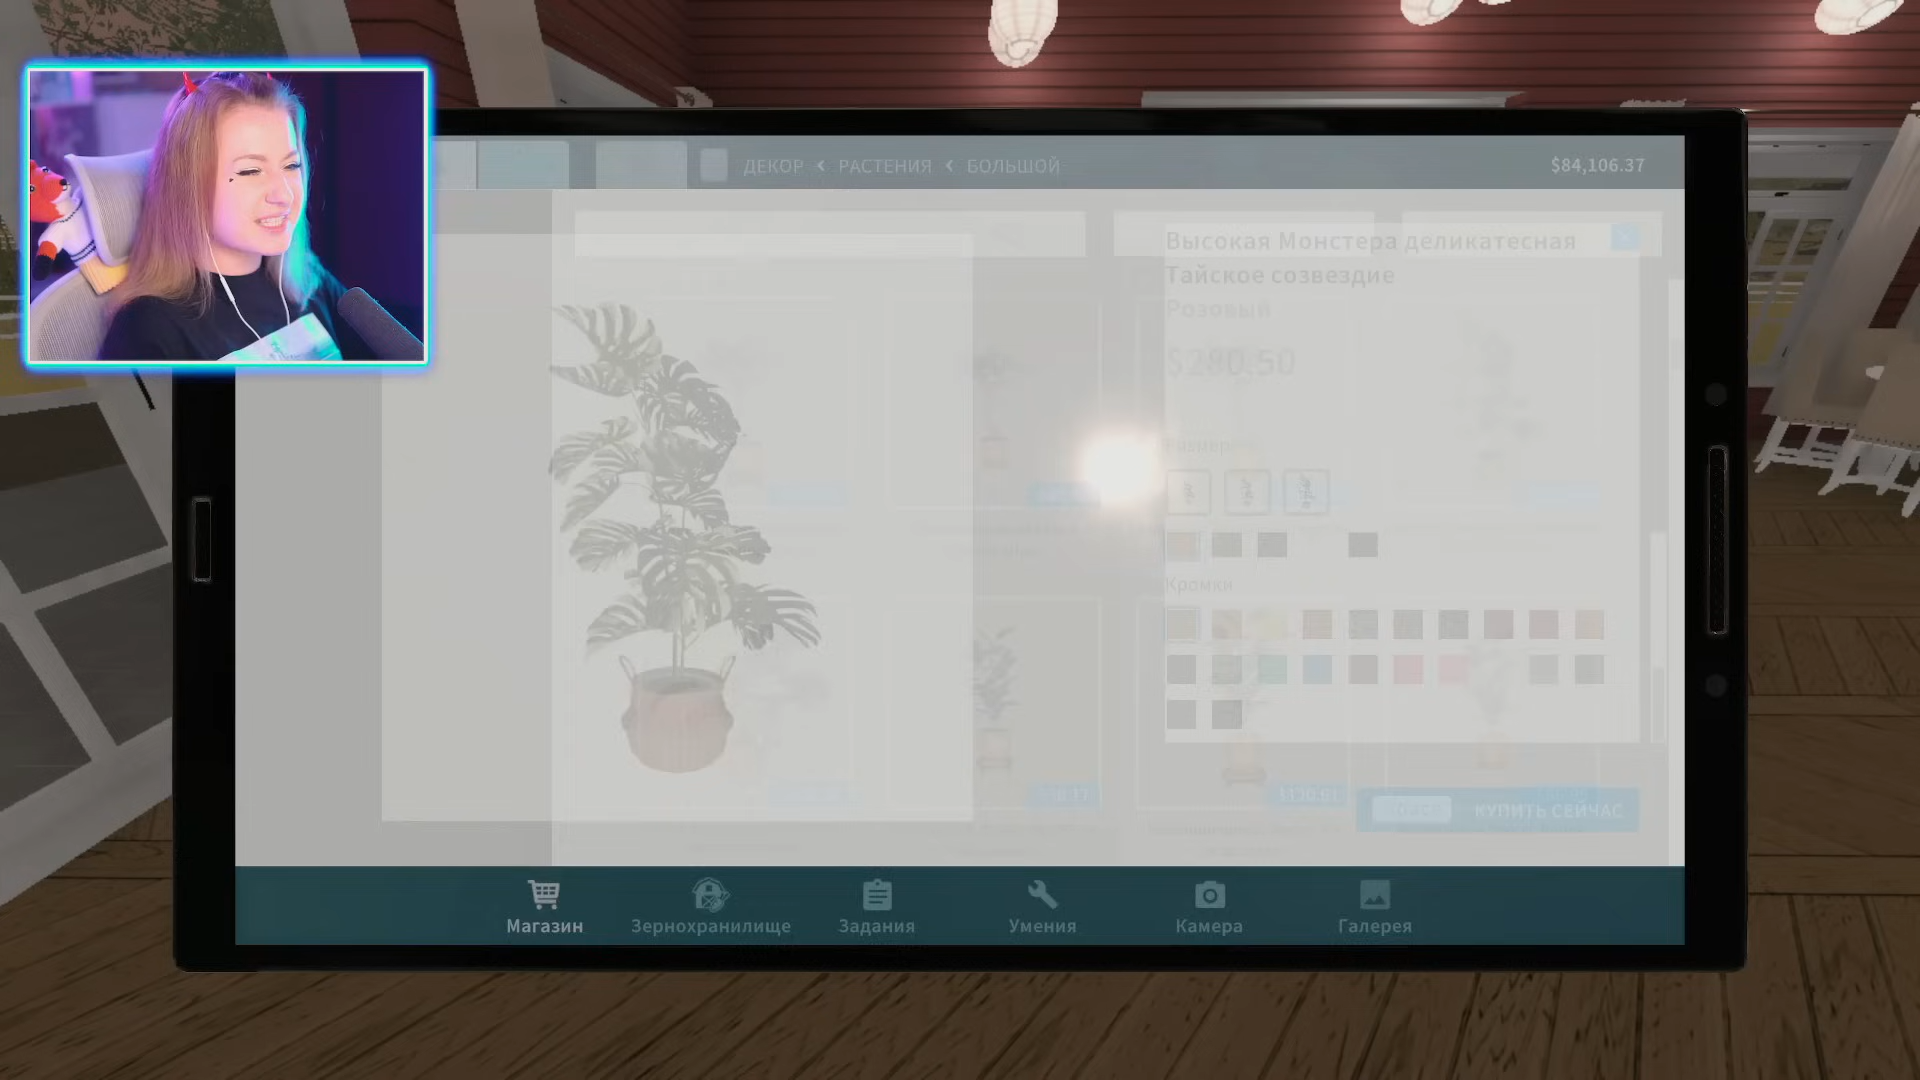 ДЕКОР < РАСТЕНИЯ < БОЛЬШОЙ
$84,106.37
Высокая Монстера деликатесная
Тайское созвездие
Розовый
$280.50
Размер
Кромки
КУПИТЬ СЕЙЧАС
Магазин
Зернохранилище
Задания
Умения
Камера
Галерея